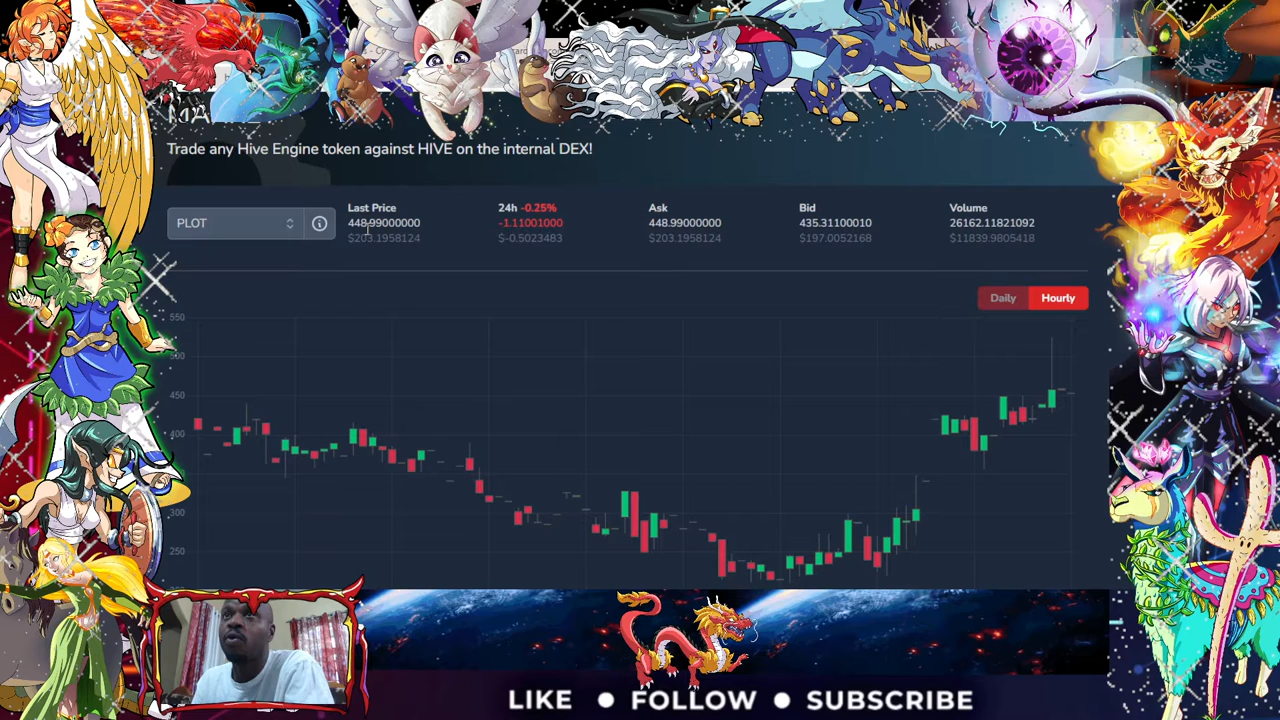 MA
Trade any Hive Engine token against HIVE on the internal DEX!
PLOT
Last Price
448.99000000
$203.1958124
24h -0.25%
-1.11001000
$-0.5023483
Ask
448.99000000
$203.1958124
Bid
435.31100010
$197.0052168
Volume
26162.11821092
$11839.9805418
Daily
Hourly
550
500
450
400
300
250
LIKE ● FOLLOW ● SUBSCRIBE